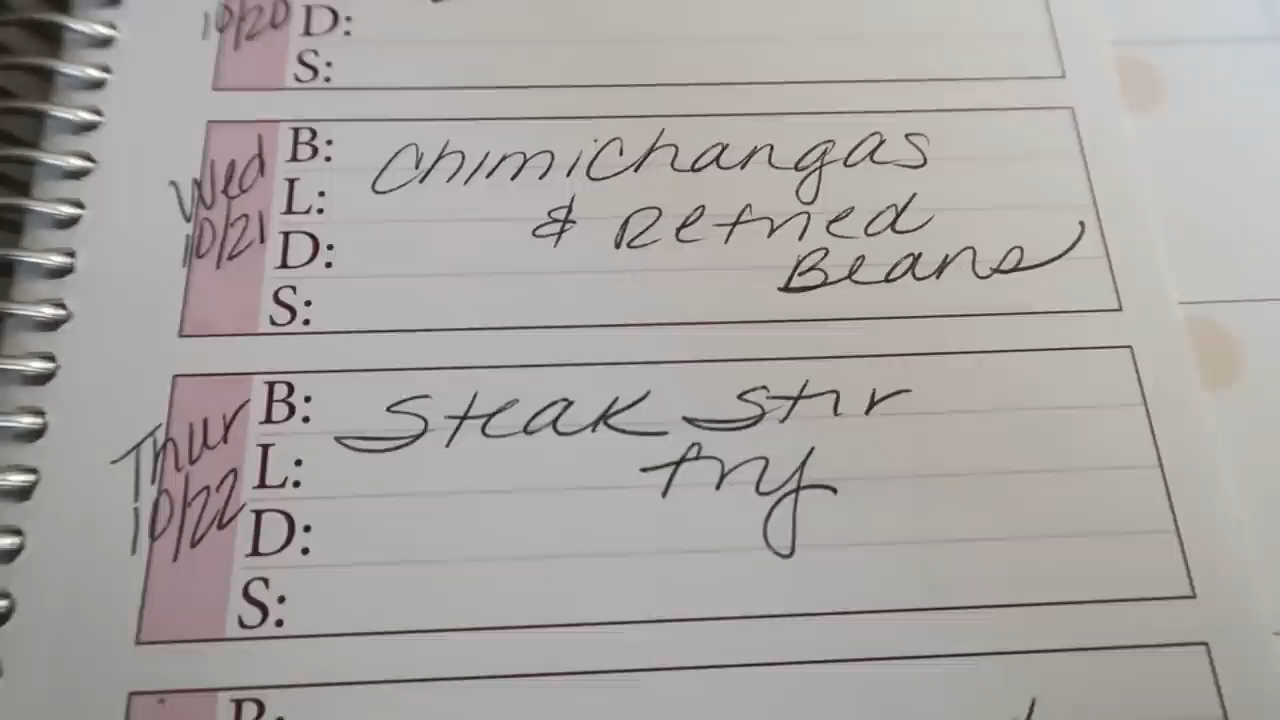 10/20 D:
S:
Wed
10/21
B: Chimichangas
L: & Refried
D: Beans
S:
Thur
10/22
B: Steak Stir
L: fry
D:
S:
B: